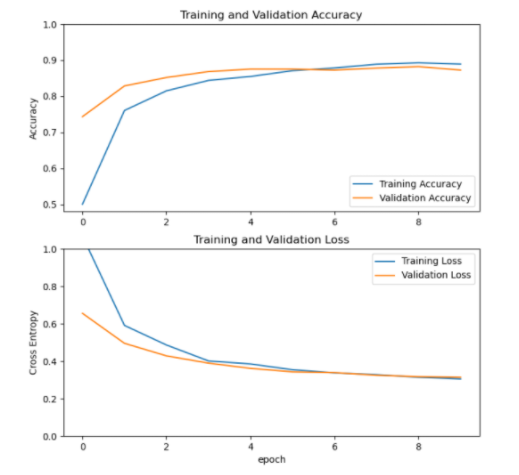 Training and Validation Accuracy
1.0
0.9
0.8
0.7
0.6
0.5
Accuracy
Training Accuracy
Validation Accuracy
0 2 4 6 8
Training and Validation Loss
1.0
0.8
0.6
0.4
0.2
0.0
Cross Entropy
Training Loss
Validation Loss
0 2 4 6 8
epoch